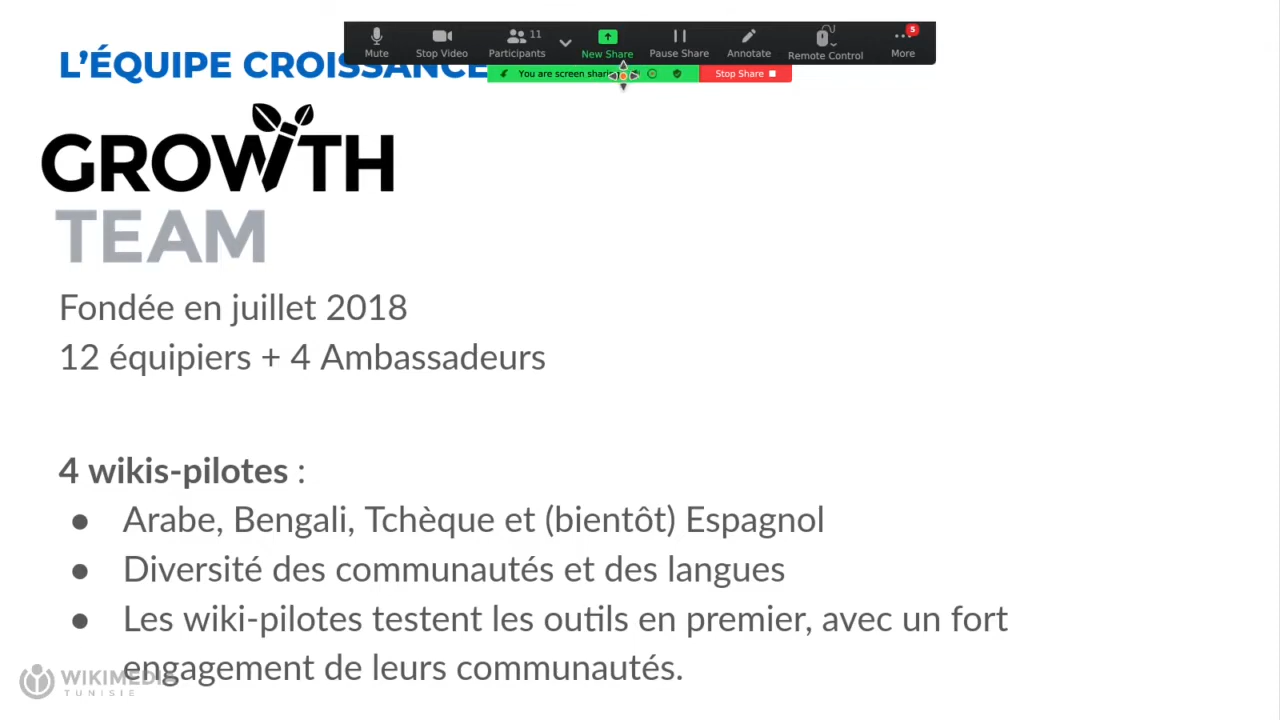 Mute
Stop Video
Participants
11
New Share
Pause Share
Annotate
Remote Control
More
5
You are screen
Stop Share
L’ÉQUIPE CROISSANCE
GROWTH
TEAM
Fondée en juillet 2018
12 équipiers + 4 Ambassadeurs
4 wikis-pilotes :
● Arabe, Bengali, Tchèque et (bientôt) Espagnol
● Diversité des communautés et des langues
● Les wiki-pilotes testent les outils en premier, avec un fort
engagement de leurs communautés.
WIKIMEDIA
TUNISIE